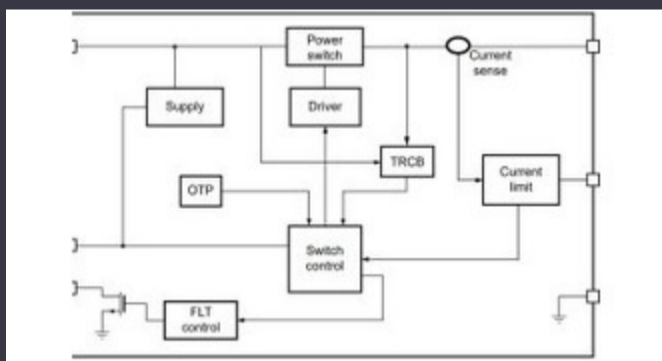 Power
switch
Current
sense
Supply
Driver
TRCB
Current
limit
OTP
Switch
control
FLT
control